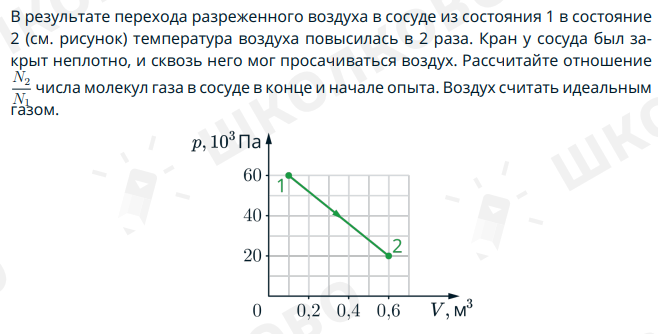 В результате перехода разреженного воздуха в сосуде из состояния 1 в состояние
2 (см. рисунок) температура воздуха повысилась в 2 раза. Кран у сосуда был за-
крыт неплотно, и сквозь него мог просачиваться воздух. Рассчитайте отношение
N₂/N₁ числа молекул газа в сосуде в конце и начале опыта. Воздух считать идеальным
газом.
p, 10³ Па
60
1
40
2
20
0 0,2 0,4 0,6 V, м³
школково
школково